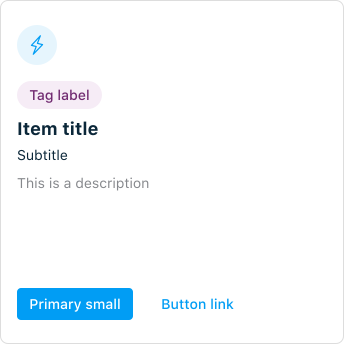 Tag label
Item title
Subtitle
This is a description
Primary small
Button link